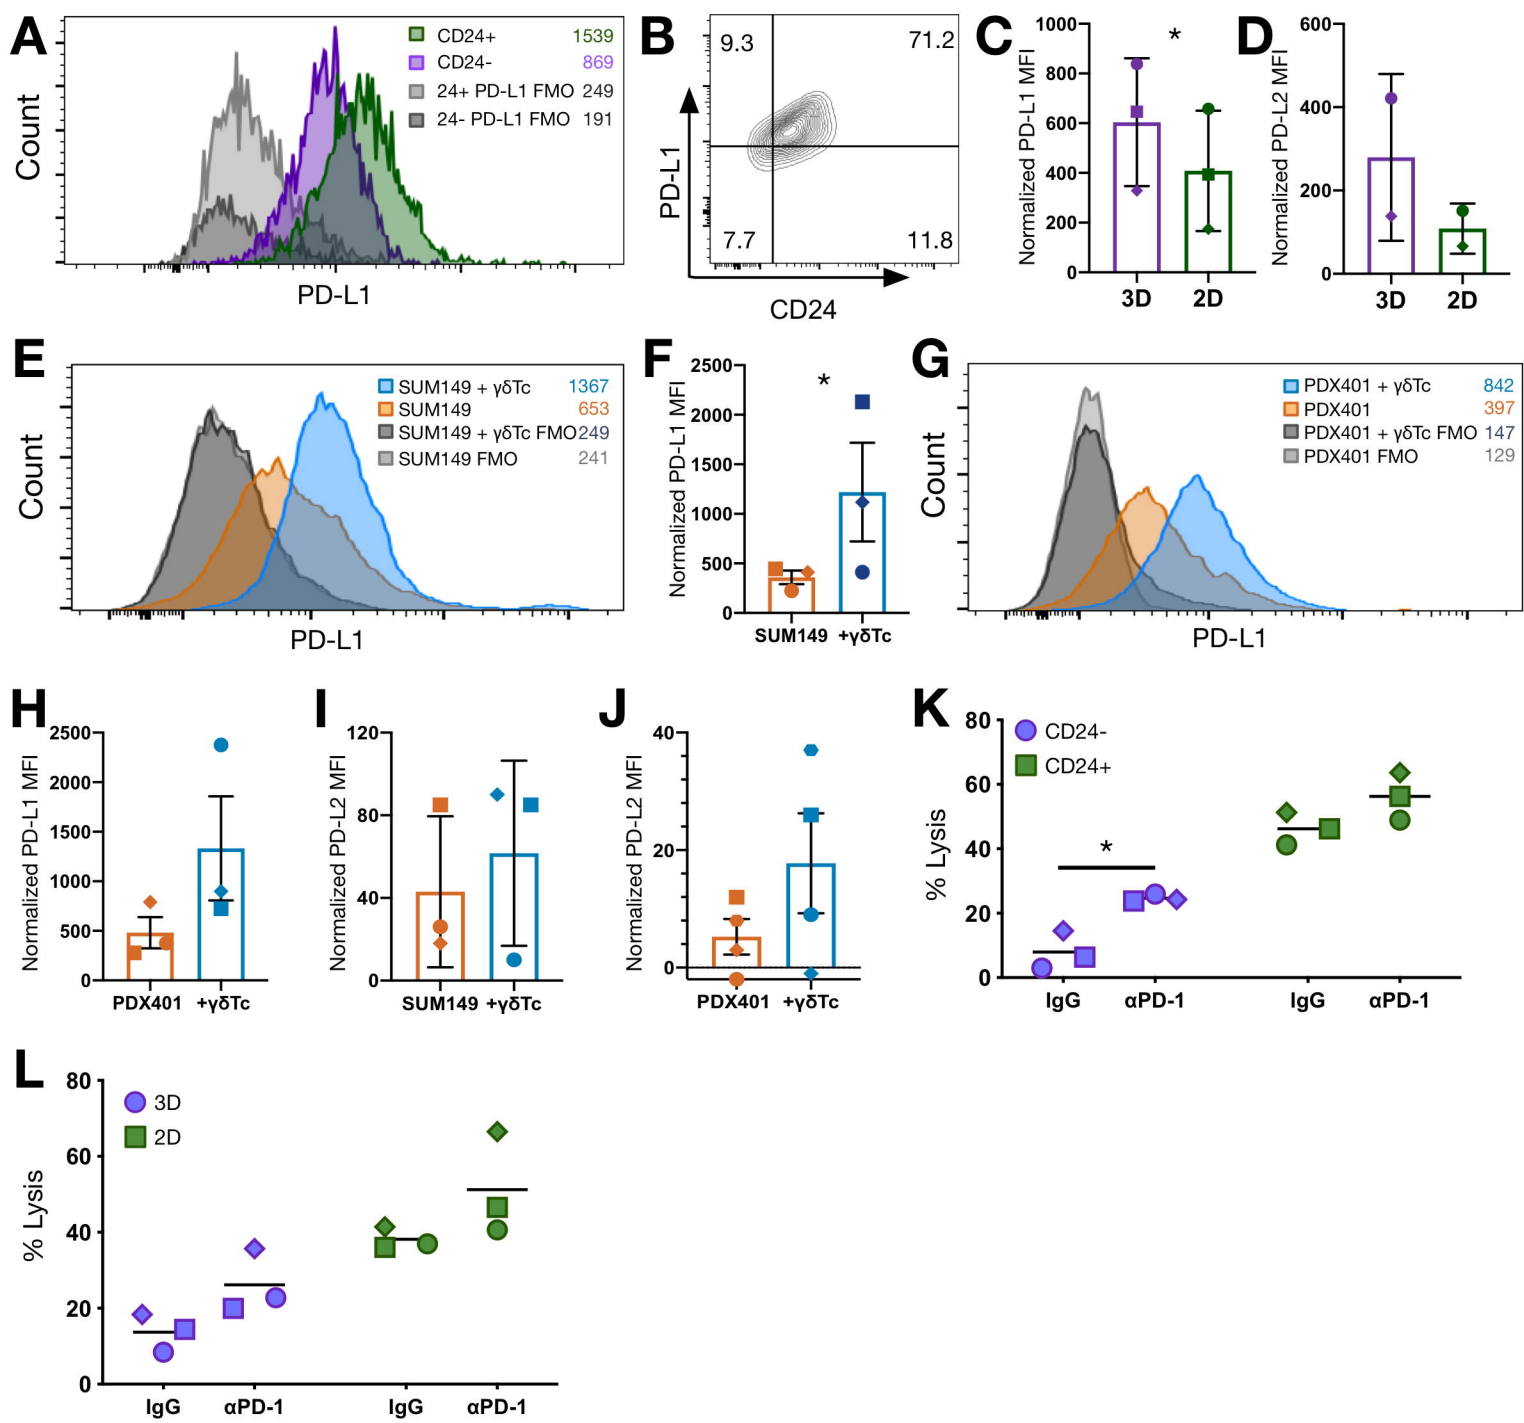 A
CD24+ 1539
CD24- 869
24+ PD-L1 FMO 249
24- PD-L1 FMO 191
Count
PD-L1
B
9.3 71.2
7.7 11.8
PD-L1
CD24
C
1000
800
600
400
200
0
Normalized PD-L1 MFI
*
3D 2D
D
600
400
200
0
Normalized PD-L2 MFI
3D 2D
E
SUM149 + γδTc 1367
SUM149 653
SUM149 + γδTc FMO 249
SUM149 FMO 241
Count
PD-L1
F
2500
2000
1500
1000
500
0
Normalized PD-L1 MFI
*
SUM149 +γδTc
G
PDX401 + γδTc 842
PDX401 397
PDX401 + γδTc FMO 147
PDX401 FMO 129
Count
PD-L1
H
2500
2000
1500
1000
500
0
Normalized PD-L1 MFI
PDX401 +γδTc
I
120
80
40
0
Normalized PD-L2 MFI
SUM149 +γδTc
J
40
20
0
Normalized PD-L2 MFI
PDX401 +γδTc
K
80
60
40
20
0
% Lysis
CD24-
CD24+
*
IgG αPD-1 IgG αPD-1
L
80
60
40
20
0
% Lysis
3D
2D
IgG αPD-1 IgG αPD-1